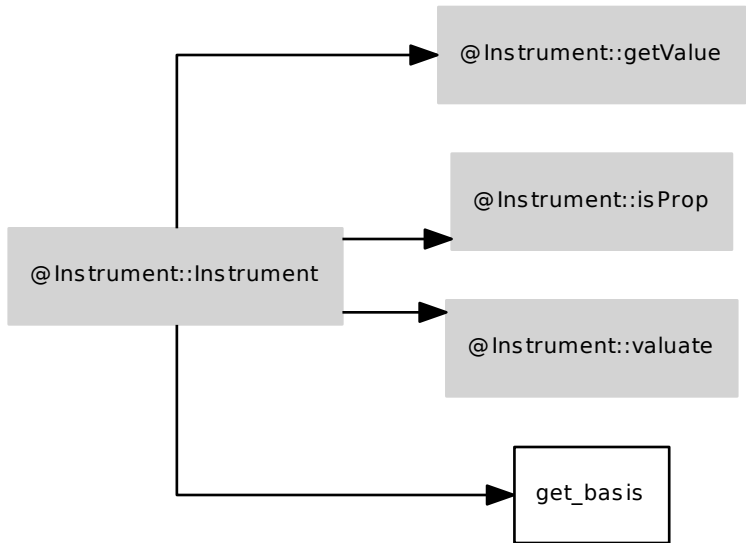 @Instrument::getValue
@Instrument::isProp
@Instrument::Instrument
@Instrument::valuate
get_basis